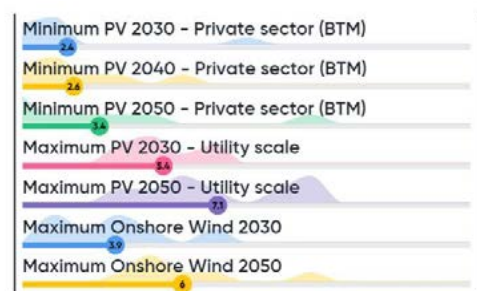 Minimum PV 2030 - Private sector (BTM)
2.4
Minimum PV 2040 - Private sector (BTM)
2.6
Minimum PV 2050 - Private sector (BTM)
3.4
Maximum PV 2030 - Utility scale
5.4
Maximum PV 2050 - Utility scale
7.1
Maximum Onshore Wind 2030
3.9
Maximum Onshore Wind 2050
6